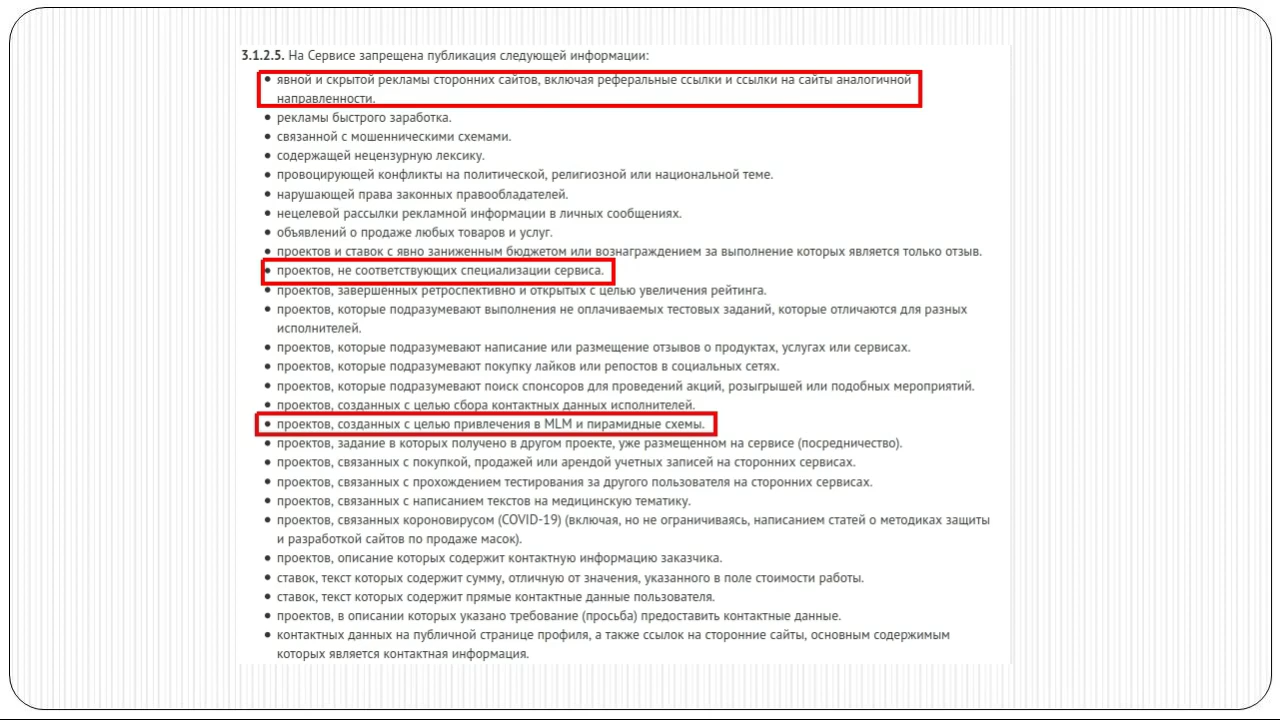 3.1.2.5. На Сервисе запрещена публикация следующей информации:
• явной и скрытой рекламы сторонних сайтов, включая реферальные ссылки и ссылки на сайты аналогичной
направленности.
• рекламы быстрого заработка.
• связанной с мошенническими схемами.
• содержащей нецензурную лексику.
• провоцирующей конфликты на политической, религиозной или национальной теме.
• нарушающей права законных правообладателей.
• нецелевой рассылки рекламной информации в личных сообщениях.
• объявлений о продаже любых товаров и услуг.
• проектов и ставок с явно заниженным бюджетом или вознаграждением за выполнение которых является только отзыв.
• проектов, не соответствующих специализации сервиса.
• проектов, завершенных ретроспективно и открытых с целью увеличения рейтинга.
• проектов, которые подразумевают выполнения не оплачиваемых тестовых заданий, которые отличаются для разных
исполнителей.
• проектов, которые подразумевают написание или размещение отзывов о продуктах, услугах или сервисах.
• проектов, которые подразумевают покупку лайков или репостов в социальных сетях.
• проектов, которые подразумевают поиск спонсоров для проведений акций, розыгрышей или подобных мероприятий.
• проектов, созданных с целью сбора контактных данных исполнителей.
• проектов, созданных с целью привлечения в MLM и пирамидные схемы.
• проектов, задание в которых получено в другом проекте, уже размещенном на сервисе (посредничество).
• проектов, связанных с покупкой, продажей или арендой учетных записей на сторонних сервисах.
• проектов, связанных с прохождением тестирования за другого пользователя на сторонних сервисах.
• проектов, связанных с написанием текстов на медицинскую тематику.
• проектов, связанных короновирусом (COVID-19) (включая, но не ограничиваясь, написанием статей о методиках защиты
и разработкой сайтов по продаже масок).
• проектов, описание которых содержит контактную информацию заказчика.
• ставок, текст которых содержит сумму, отличную от значения, указанного в поле стоимости работы.
• ставок, текст которых содержит прямые контактные данные пользователя.
• проектов, в описании которых указано требование (просьба) предоставить контактные данные.
• контактных данных на публичной странице профиля, а также ссылок на сторонние сайты, основным содержимым
которых является контактная информация.